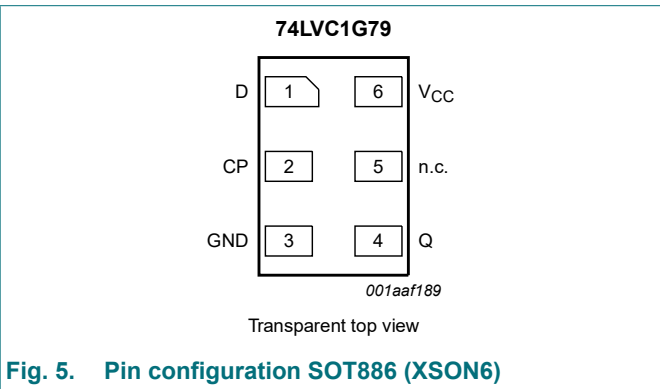 74LVC1G79
D 1 6 VCC
CP 2 5 n.c.
GND 3 4 Q
001aaf189
Transparent top view
Fig. 5. Pin configuration SOT886 (XSON6)